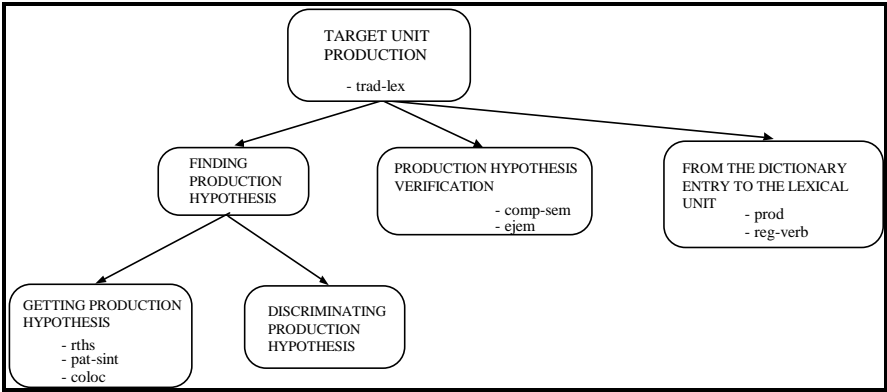 TARGET UNIT
PRODUCTION
- trad-lex
FINDING
PRODUCTION
HYPOTHESIS
PRODUCTION HYPOTHESIS
VERIFICATION
- comp-sem
- ejem
FROM THE DICTIONARY
ENTRY TO THE LEXICAL
UNIT
- prod
- reg-verb
GETTING PRODUCTION
HYPOTHESIS
- rths
- pat-sint
- coloc
DISCRIMINATING
PRODUCTION
HYPOTHESIS